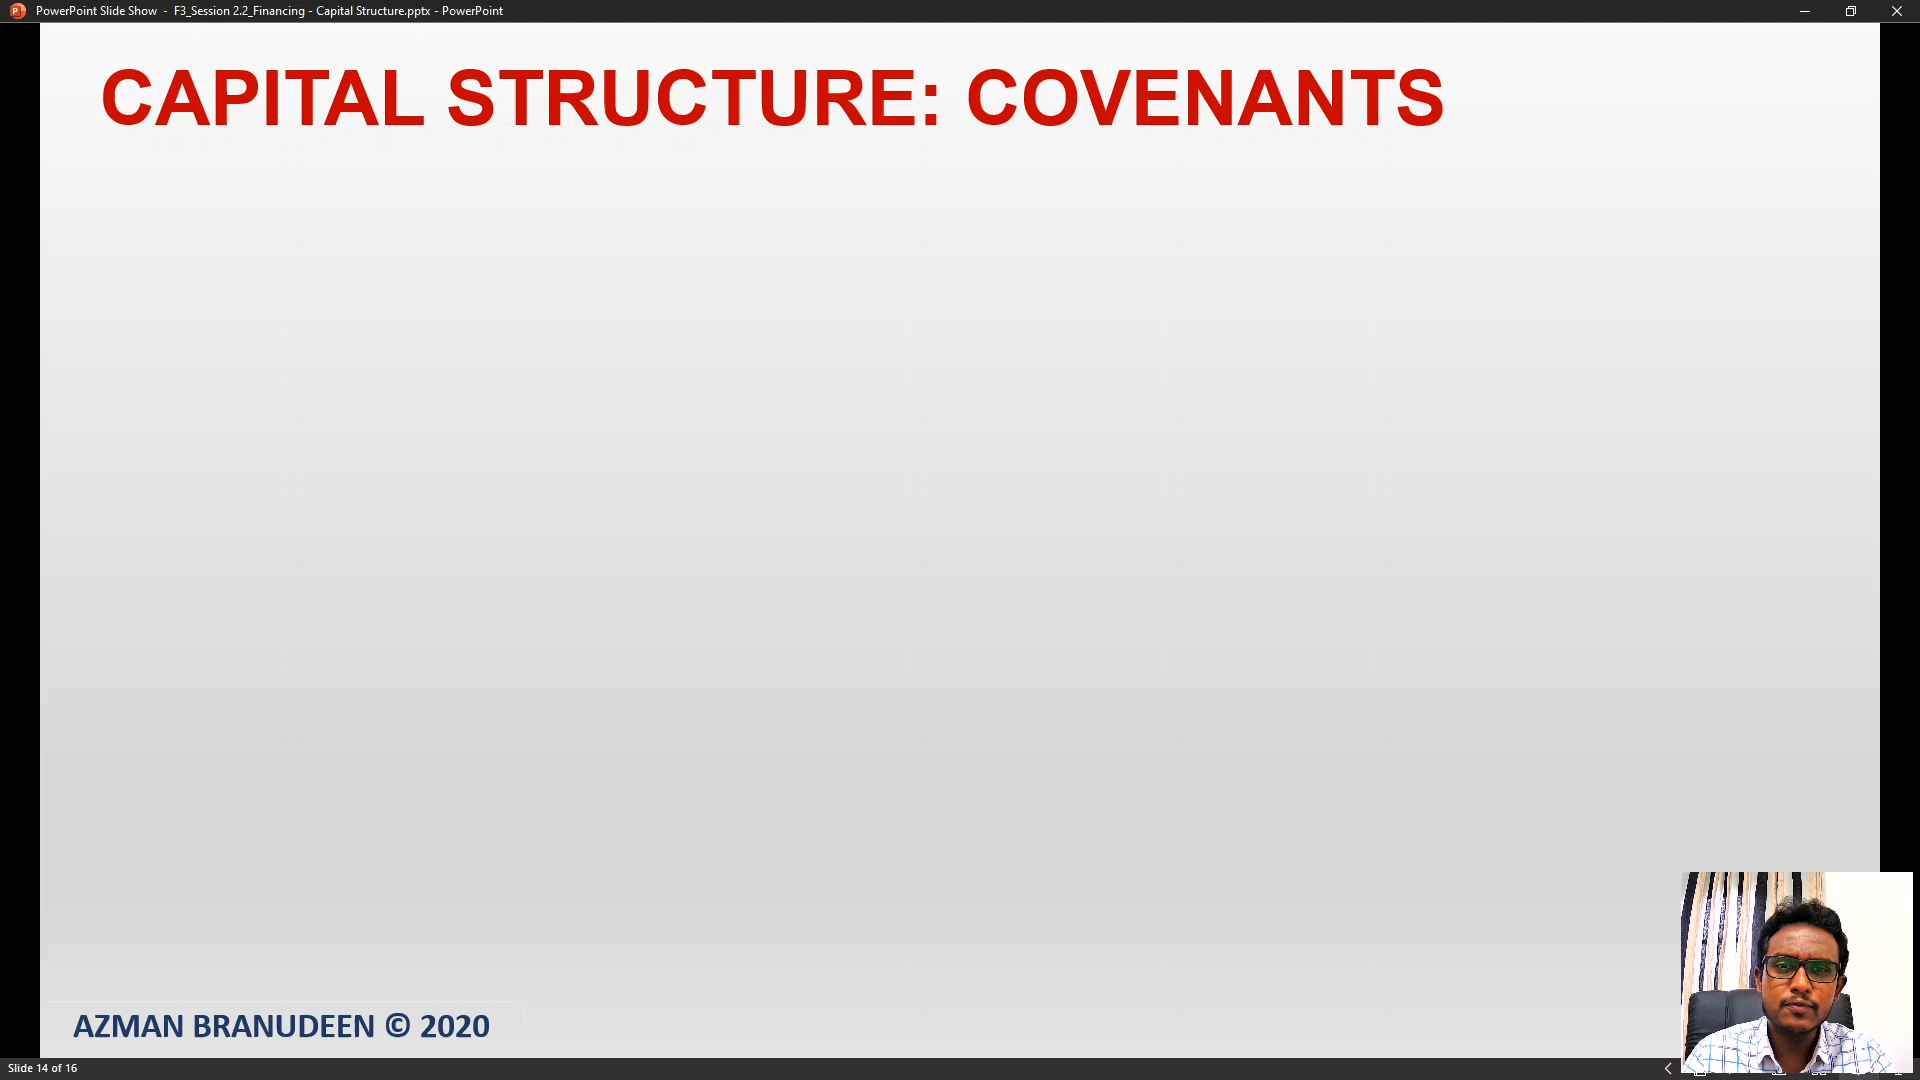 PowerPoint Slide Show - F3_Session 2.2_Financing - Capital Structure.pptx - PowerPoint
CAPITAL STRUCTURE: COVENANTS
AZMAN BRANUDEEN © 2020
Slide 14 of 16